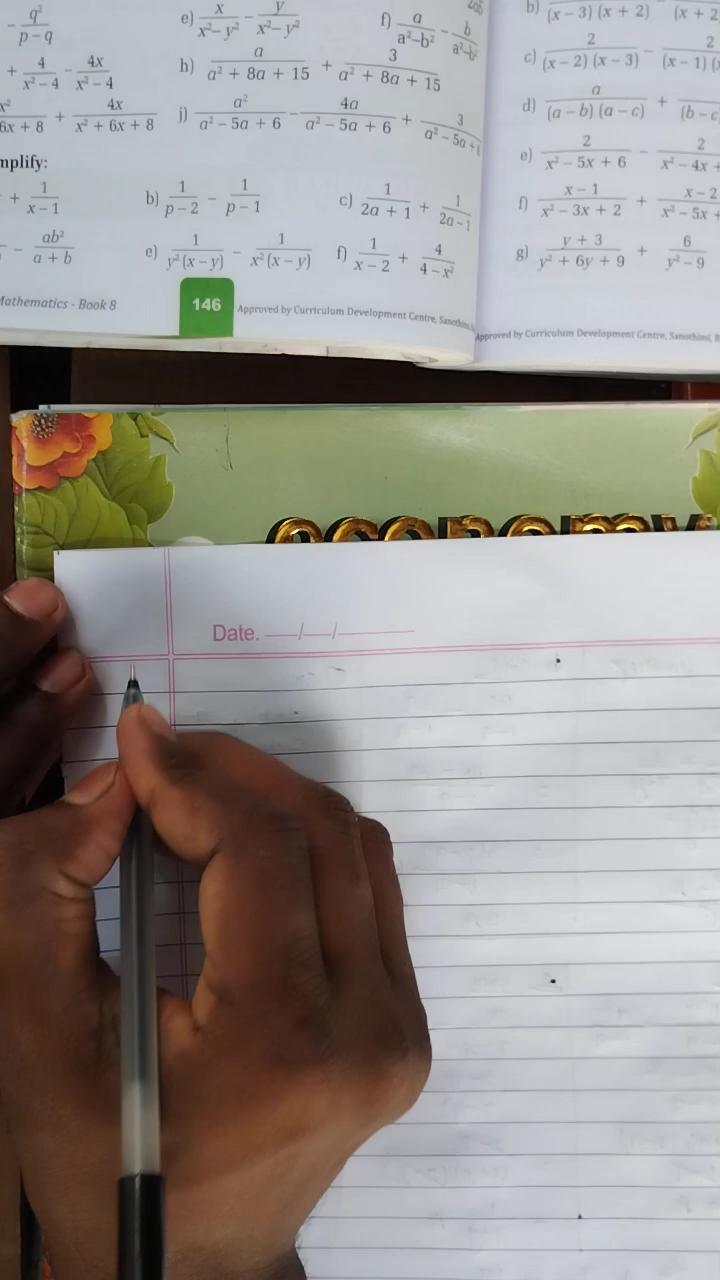 - q²/(p - q)
e) x/(x² - y²) - y/(x² - y²)
f) a/(a² - b²) - b/(a² - b²)
+ 4/(x² - 4) - 4x/(x² - 4)
h) a/(a² + 8a + 15) + 3/(a² + 8a + 15)
x²/6x + 8 + 4x/(x² + 6x + 8)
j) a²/(a² - 5a + 6) - 4a/(a² - 5a + 6) + 3/(a² - 5a + 6
mplify:
+ 1/(x - 1)
b) 1/(p - 2) - 1/(p - 1)
c) 1/(2a + 1) + 1/(2a - 1)
- ab²/(a + b)
e) 1/(y² (x - y)) - 1/(x² (x - y))
f) 1/(x - 2) + 4/(4 - x²)
Mathematics - Book 8
146
Approved by Curriculum Development Centre, Sanothimi,
b) (x - 3) (x + 2) (x + 2
c) 2/((x - 2) (x - 3)) - 2/(x - 1)
d) a/((a - b) (a - c)) + (b - c
e) 2/(x² - 5x + 6) - 2/x² - 4x +
f) (x - 1)/(x² - 3x + 2) + x - 2/x² - 5x +
g) (y + 3)/(y² + 6y + 9) + 6/(y² - 9)
Approved by Curriculum Development Centre, Sanothimi, B
economy
Date. __/__/____